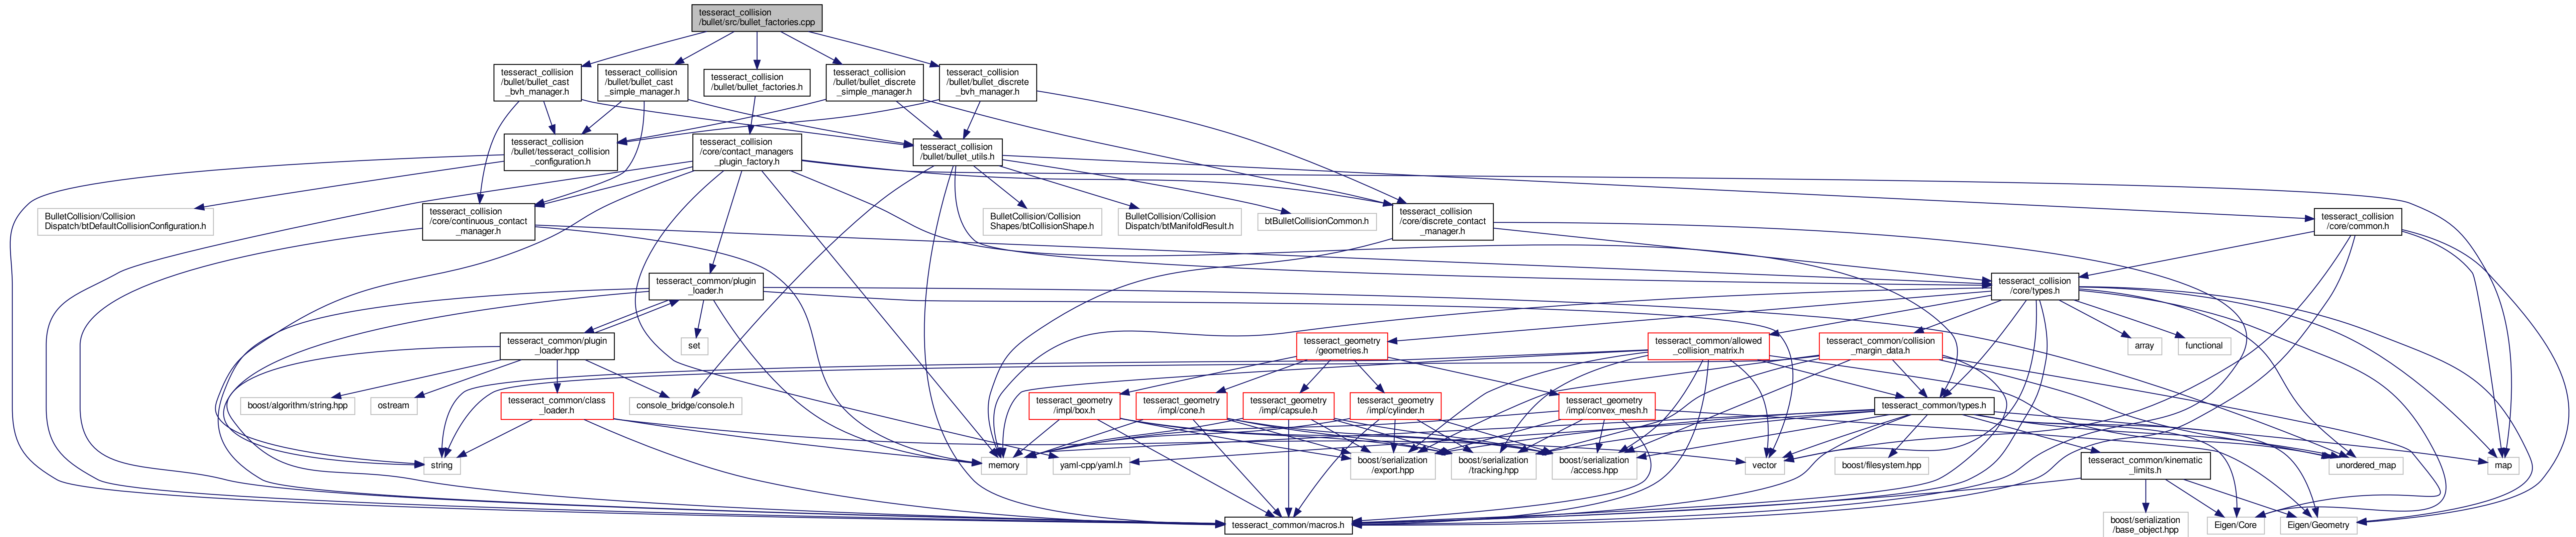 tesseract_collision
/bullet/src/bullet_factories.cpp
tesseract_collision
/bullet/bullet_cast
_bvh_manager.h
tesseract_collision
/bullet/bullet_cast
_simple_manager.h
tesseract_collision
/bullet/bullet_factories.h
tesseract_collision
/bullet/bullet_discrete
_simple_manager.h
tesseract_collision
/bullet/bullet_discrete
_bvh_manager.h
tesseract_collision
/bullet/tesseract_collision
_configuration.h
tesseract_collision
/core/contact_managers
_plugin_factory.h
tesseract_collision
/bullet/bullet_utils.h
BulletCollision/Collision
Dispatch/btDefaultCollisionConfiguration.h
tesseract_collision
/core/continuous_contact
_manager.h
BulletCollision/Collision
Shapes/btCollisionShape.h
BulletCollision/Collision
Dispatch/btManifoldResult.h
btBulletCollisionCommon.h
tesseract_collision
/core/discrete_contact
_manager.h
tesseract_collision
/core/common.h
tesseract_common/plugin
_loader.h
tesseract_collision
/core/types.h
tesseract_common/plugin
_loader.hpp
set
tesseract_geometry
/geometries.h
tesseract_common/allowed
_collision_matrix.h
tesseract_common/collision
_margin_data.h
array
functional
boost/algorithm/string.hpp
ostream
tesseract_common/class
_loader.h
console_bridge/console.h
tesseract_geometry
/impl/box.h
tesseract_geometry
/impl/cone.h
tesseract_geometry
/impl/capsule.h
tesseract_geometry
/impl/cylinder.h
tesseract_geometry
/impl/convex_mesh.h
tesseract_common/types.h
string
memory
yaml-cpp/yaml.h
boost/serialization
/export.hpp
boost/serialization
/tracking.hpp
boost/serialization
/access.hpp
vector
boost/filesystem.hpp
tesseract_common/kinematic
_limits.h
unordered_map
map
tesseract_common/macros.h
boost/serialization
/base_object.hpp
Eigen/Core
Eigen/Geometry